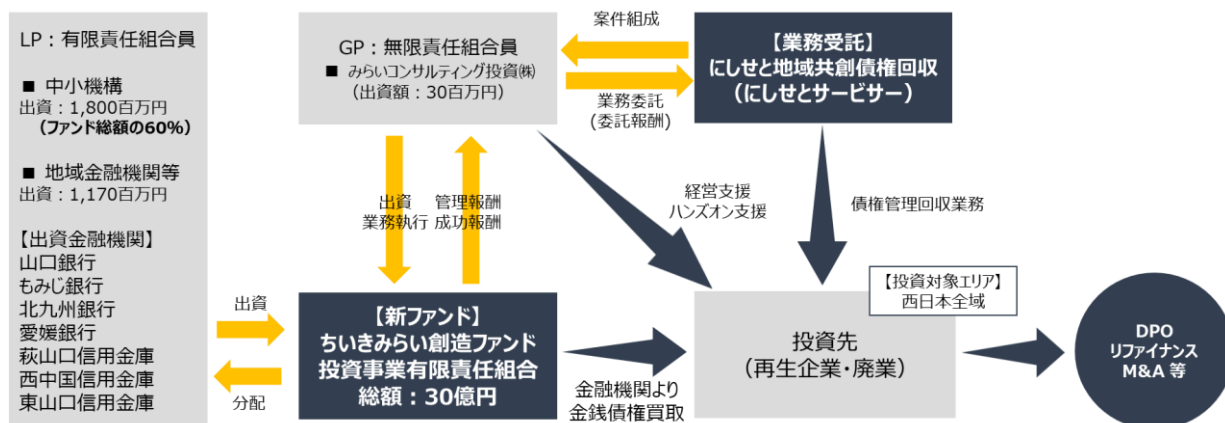 LP：有限責任組合員
■ 中小機構
出資：1,800百万円
（ファンド総額の60%）
■ 地域金融機関等
出資：1,170百万円
【出資金融機関】
山口銀行
もみじ銀行
北九州銀行
愛媛銀行
萩山口信用金庫
西中国信用金庫
東山口信用金庫
GP：無限責任組合員
■ みらいコンサルティング投資㈱
（出資額：30百万円）
案件組成
業務委託
(委託報酬)
【業務受託】
にしせと地域共創債権回収
（にしせとサービサー）
出資
業務執行
管理報酬
成功報酬
経営支援
ハンズオン支援
債権管理回収業務
出資
分配
【新ファンド】
ちいきみらい創造ファンド
投資事業有限責任組合
総額：30億円
金融機関より
金銭債権買取
【投資対象エリア】
西日本全域
投資先
（再生企業・廃業）
DPO
リファイナンス
M&A 等